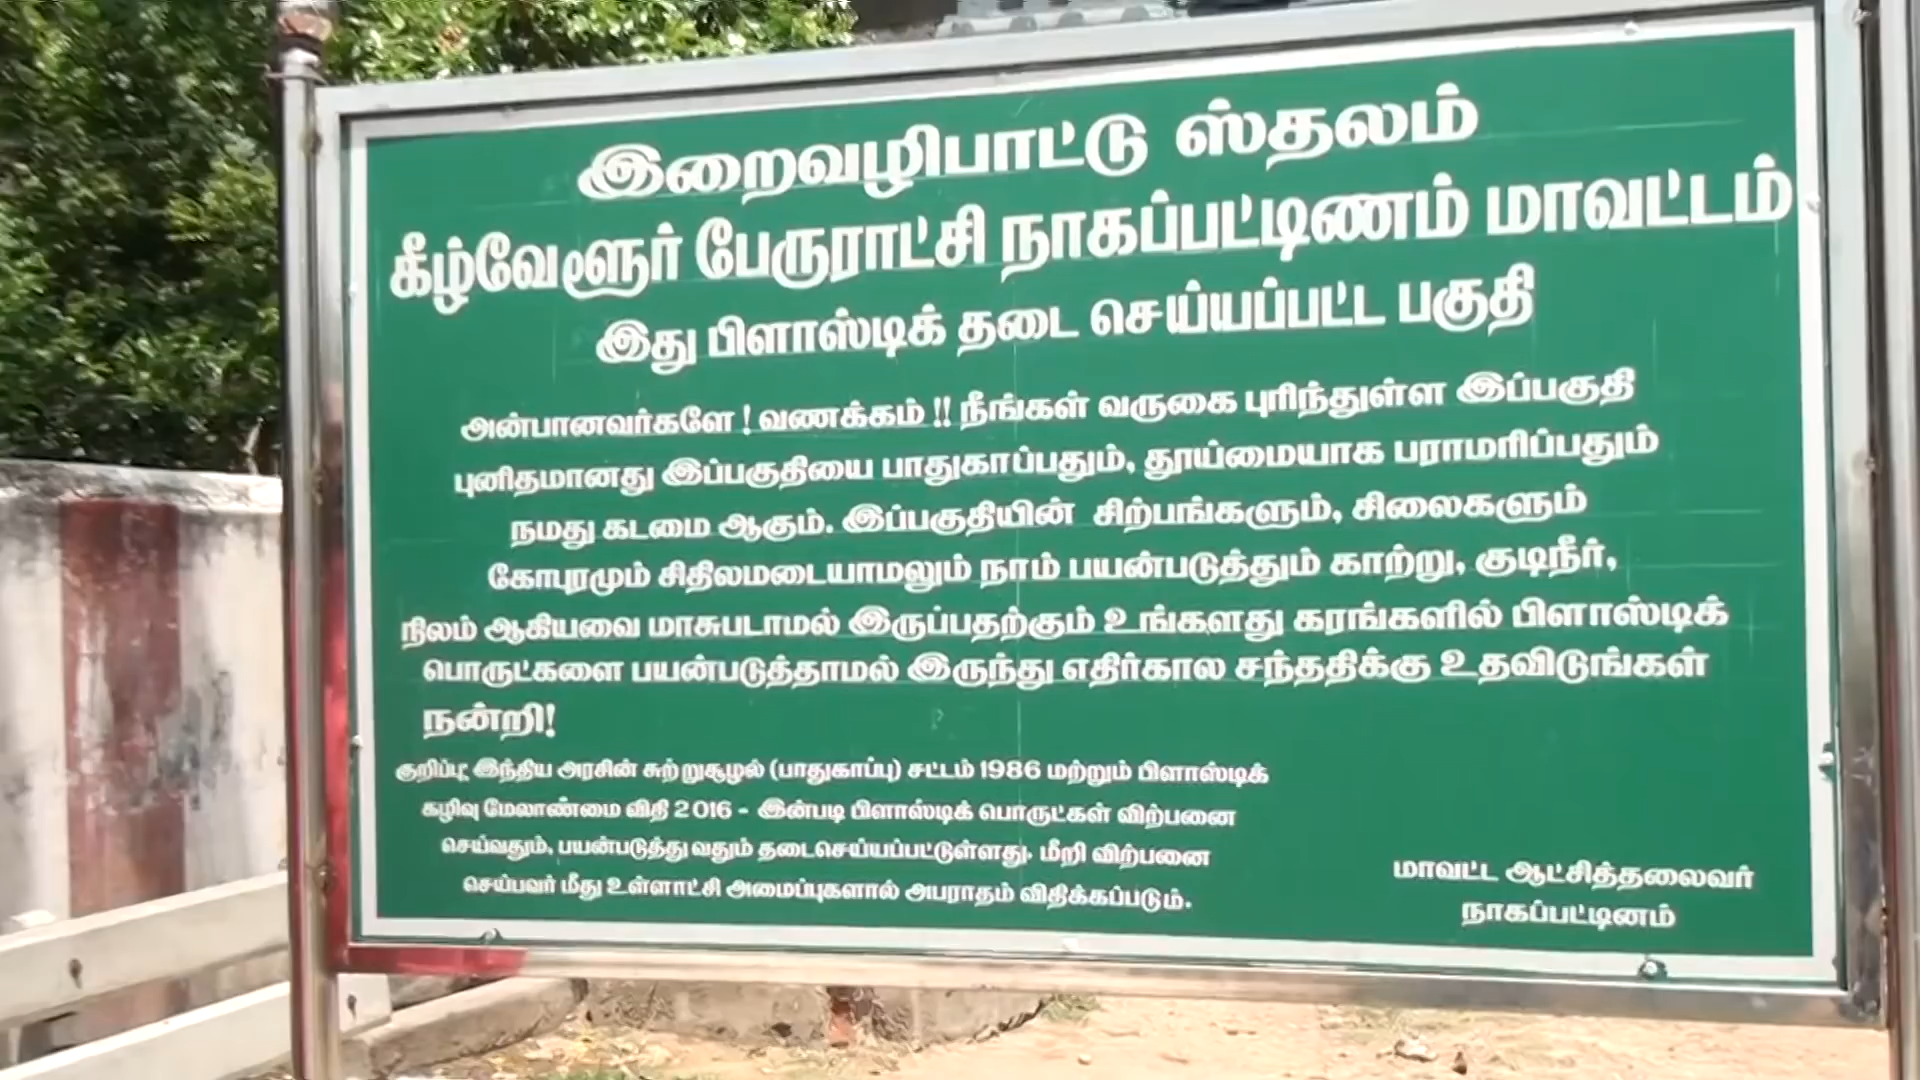 இறைவழிபாட்டு ஸ்தலம்
கீழ்வேளூர் பேருராட்சி நாகப்பட்டிணம் மாவட்டம்
இது பிளாஸ்டிக் தடை செய்யப்பட்ட பகுதி
அன்பானவர்களே ! வணக்கம் !! நீங்கள் வருகை புரிந்துள்ள இப்பகுதி
புனிதமானது இப்பகுதியை பாதுகாப்பதும், தூய்மையாக பராமரிப்பதும்
நமது கடமை ஆகும். இப்பகுதியின் சிற்பங்களும், சிலைகளும்
கோபுரமும் சிதிலமடையாமலும் நாம் பயன்படுத்தும் காற்று, குடிநீர்,
நிலம் ஆகியவை மாசுபடாமல் இருப்பதற்கும் உங்களது கரங்களில் பிளாஸ்டிக்
பொருட்களை பயன்படுத்தாமல் இருந்து எதிர்கால சந்ததிக்கு உதவிடுங்கள்
நன்றி!
குறிப்பு: இந்திய அரசின் சுற்றுசூழல் (பாதுகாப்பு) சட்டம் 1986 மற்றும் பிளாஸ்டிக்
கழிவு மேலாண்மை விதி 2016 - இன்படி பிளாஸ்டிக் பொருட்கள் விற்பனை
செய்வதும், பயன்படுத்துவதும் தடைசெய்யப்பட்டுள்ளது. மீறி விற்பனை
செய்பவர் மீது உள்ளாட்சி அமைப்புகளால் அபராதம் விதிக்கப்படும்.
மாவட்ட ஆட்சித்தலைவர்
நாகப்பட்டினம்